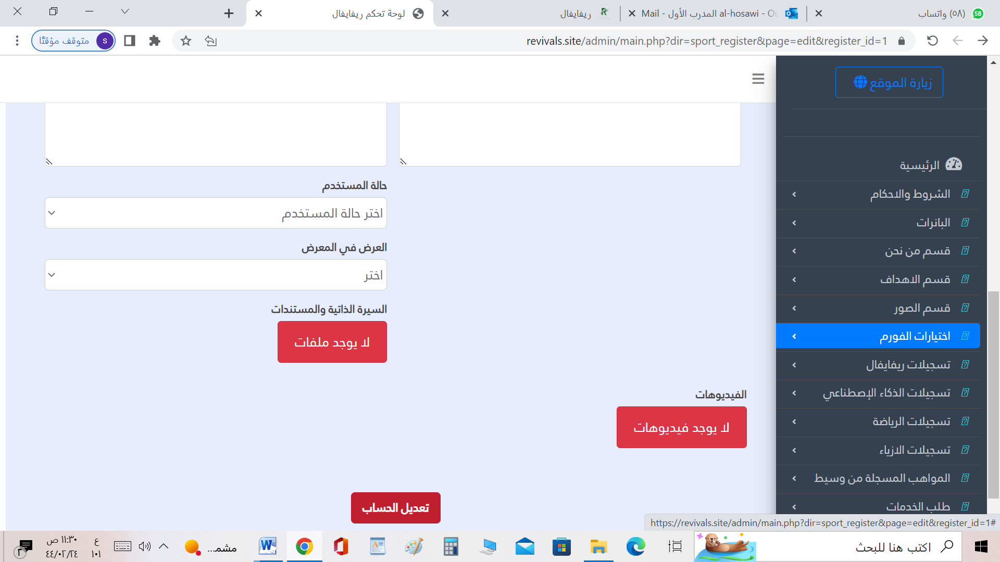 (٥٨) واتساب
Mail - المدرب الأول al-hosawi - Ou
ريفايفال
لوحة تحكم ريفايفال
revivals.site/admin/main.php?dir=sport_register&page=edit&register_id=1
s متوقف مؤقتًا
زيارة الموقع
الرئيسية
الشروط والاحكام
البانرات
قسم من نحن
قسم الاهداف
قسم الصور
اختيارات الفورم
تسجيلات ريفايفال
تسجيلات الذكاء الإصطناعي
تسجيلات الرياضة
تسجيلات الازياء
المواهب المسجلة من وسيط
طلب الخدمات
حالة المستخدم
اختر حالة المستخدم
العرض في المعرض
اختر
السيرة الذاتية والمستندات
لا يوجد ملفات
الفيديوهات
لا يوجد فيديوهات
تعديل الحساب
https://revivals.site/admin/main.php?dir=sport_register&page=edit&register_id=1#
اكتب هنا للبحث
مشم...
ع
١٠١
١١:٣٠ ص
٤٤/٠٢/٢٤
٢